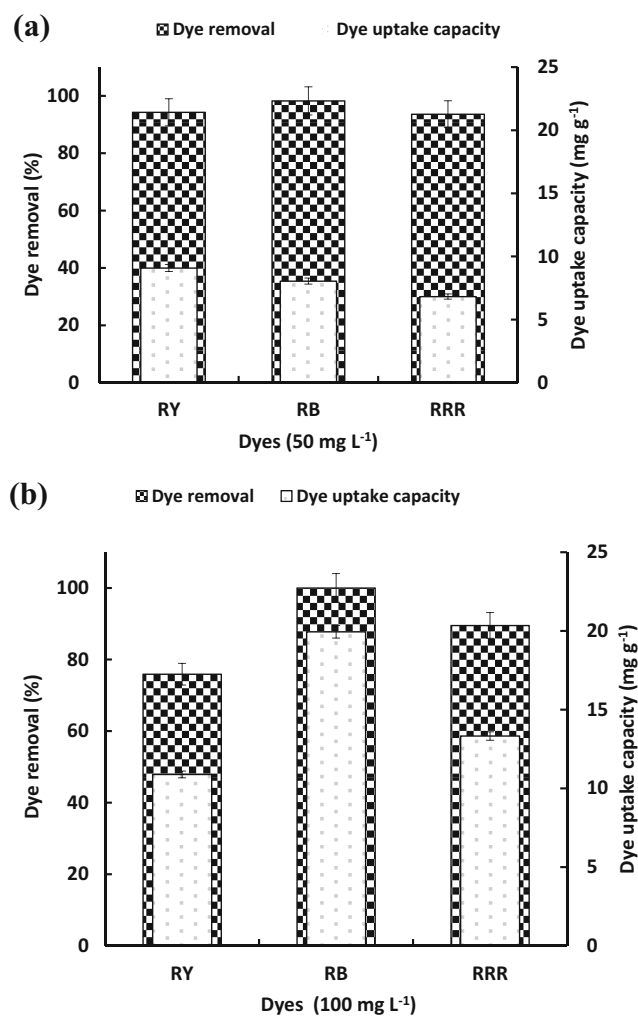 (a)
Dye removal Dye uptake capacity
Dye removal (%)
100
80
60
40
20
0
25
20
15
10
5
0
Dye uptake capacity (mg g⁻¹)
RY RB RRR
Dyes (50 mg L⁻¹)
(b)
Dye removal Dye uptake capacity
Dye removal (%)
100
80
60
40
20
0
25
20
15
10
5
0
Dye uptake capacity (mg g⁻¹)
RY RB RRR
Dyes (100 mg L⁻¹)